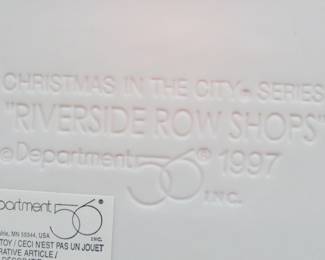 CHRISTMAS IN THE CITY - SERIES
"RIVERSIDE ROW SHOPS"
© Department 56® 1997
INC.
partment 56®
INC.
MN 55344, USA
TOY / CECI N'EST PAS UN JOUET
RATIVE ARTICLE /